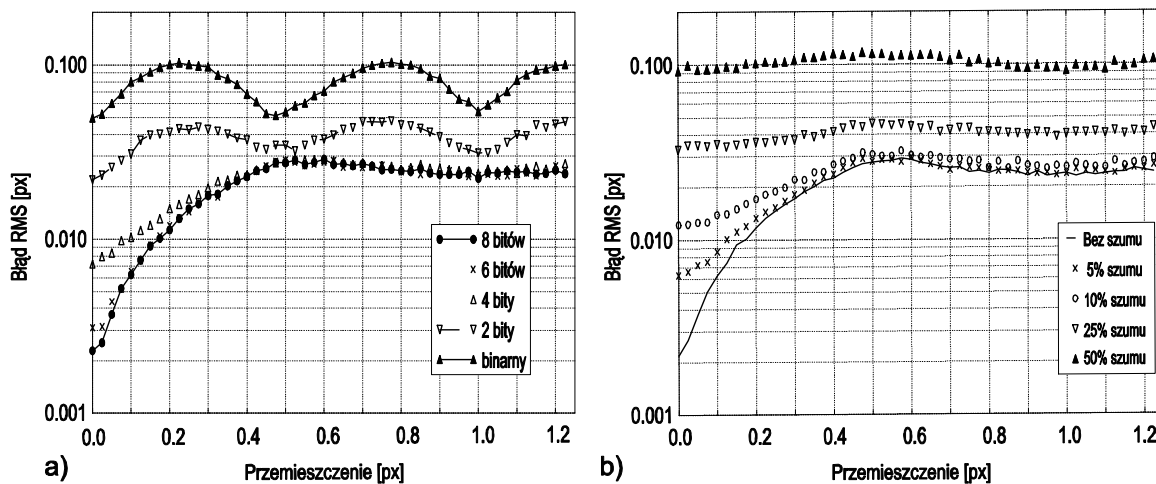 Błąd RMS [px]
0.100
0.010
0.001
8 bitów
6 bitów
4 bity
2 bity
binarny
0.0 0.2 0.4 0.6 0.8 1.0 1.2
Przemieszczenie [px]
a)
Błąd RMS [px]
0.100
0.010
0.001
Bez szumu
5% szumu
10% szumu
25% szumu
50% szumu
0.0 0.2 0.4 0.6 0.8 1.0 1.2
Przemieszczenie [px]
b)